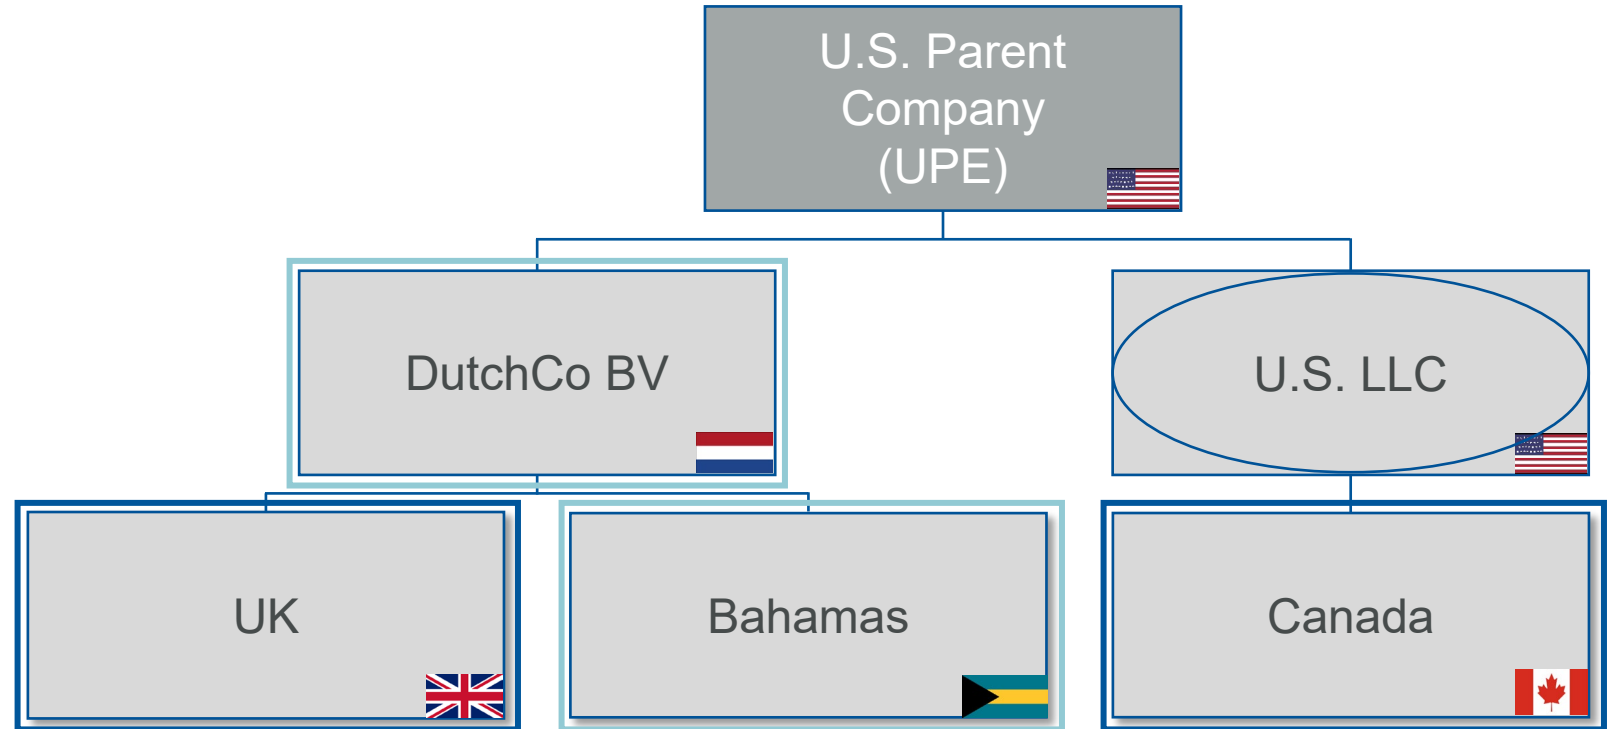 U.S. Parent
Company
(UPE)
DutchCo BV
U.S. LLC
UK
Bahamas
Canada